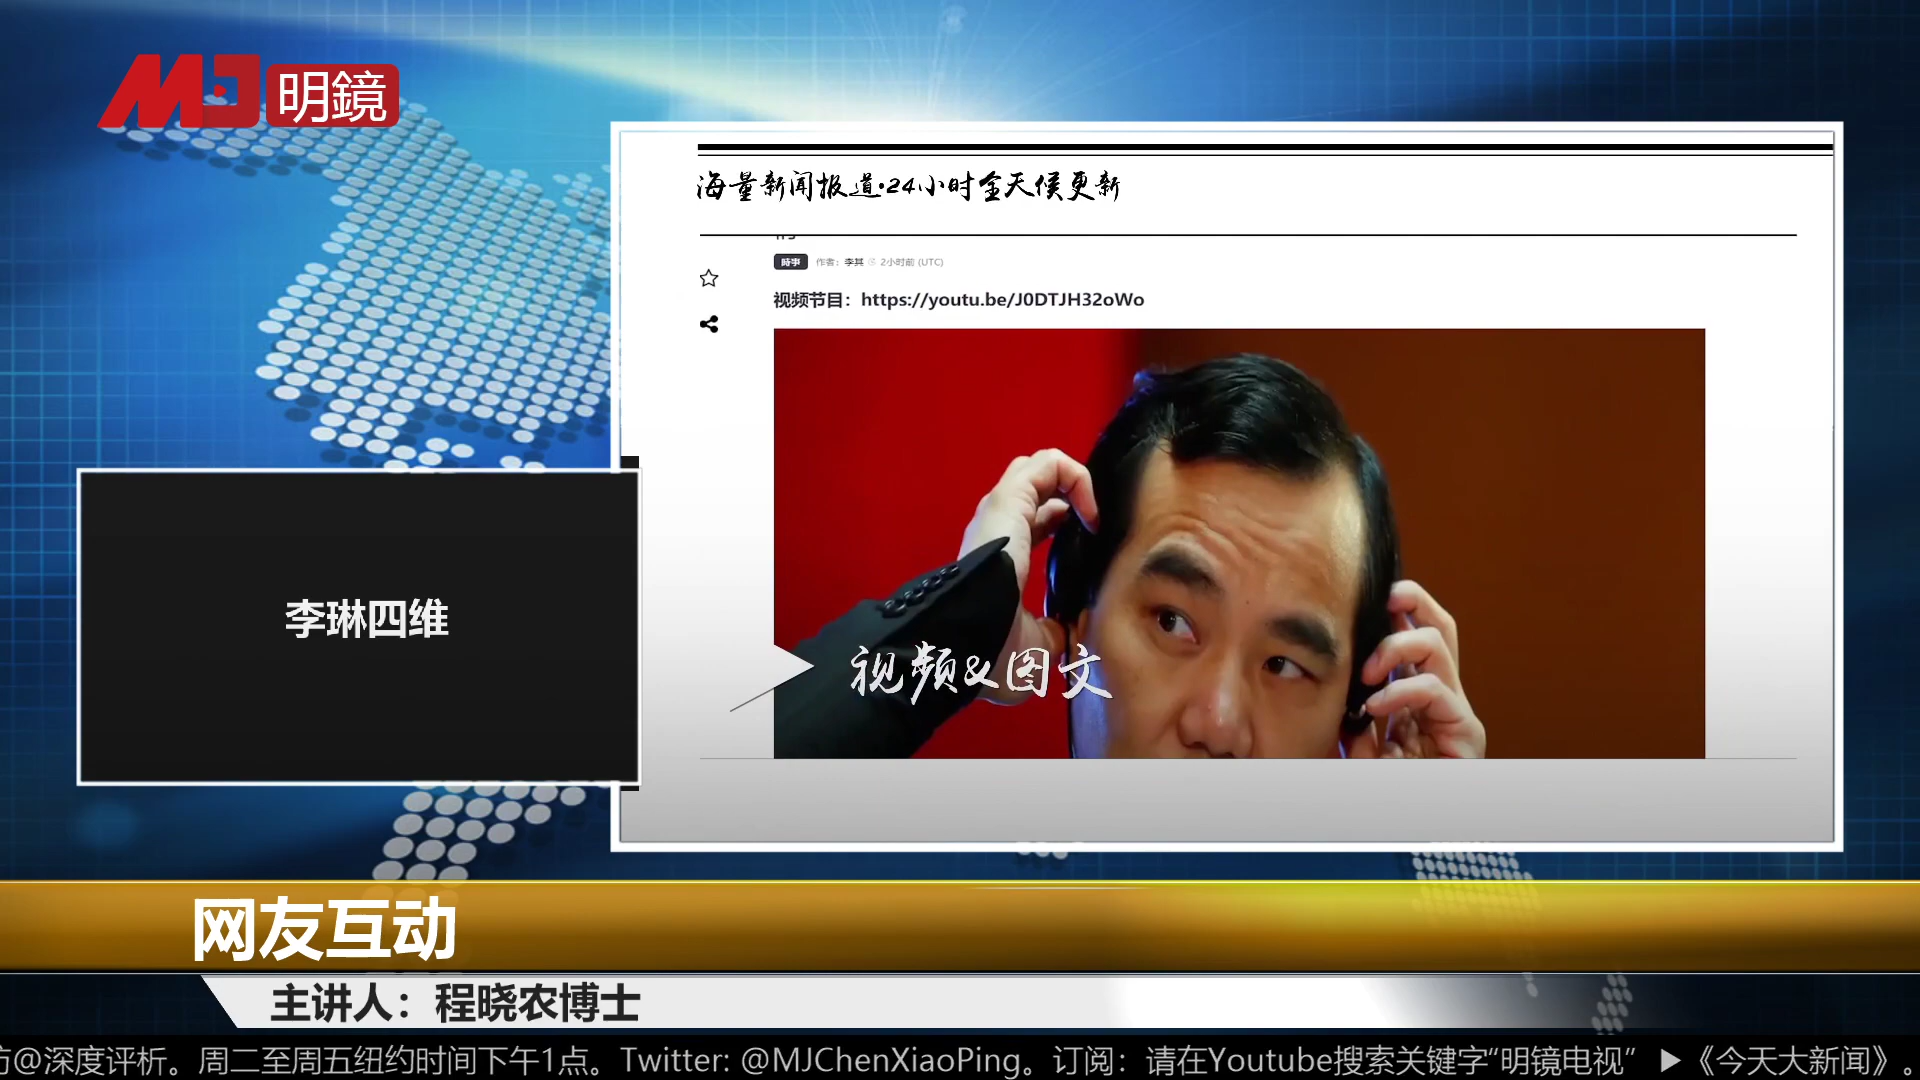 MJ 明鏡
海量新闻报道·24小时全天候更新
時事 作者：李其 2小时前 (UTC)
视频节目：https://youtu.be/J0DTJH32oWo
视频&图文
李琳四维
网友互动
主讲人：程晓农博士
@深度评析。周二至周五纽约时间下午1点。Twitter: @MJChenXiaoPing。订阅：请在Youtube搜索关键字“明镜电视” ▶《今天大新闻》。